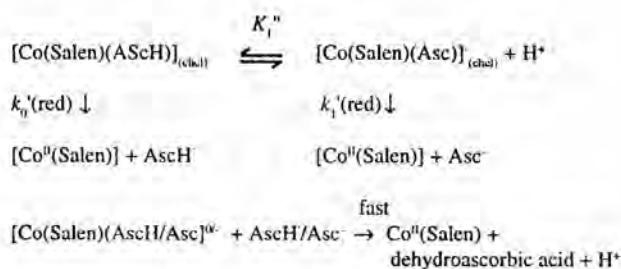 K₁"
[Co(Salen)(AScH)](chel) ⇌ [Co(Salen)(Asc)]⁻(chel) + H⁺
k₀'(red) ↓ k₁'(red) ↓
[Coᴵᴵ(Salen)] + AscH [Coᴵᴵ(Salen)] + Asc⁻
fast
[Co(Salen)(AscH/Asc]⁰/⁻ + AscH/Asc⁻ → Coᴵᴵ(Salen) +
dehydroascorbic acid + H⁺